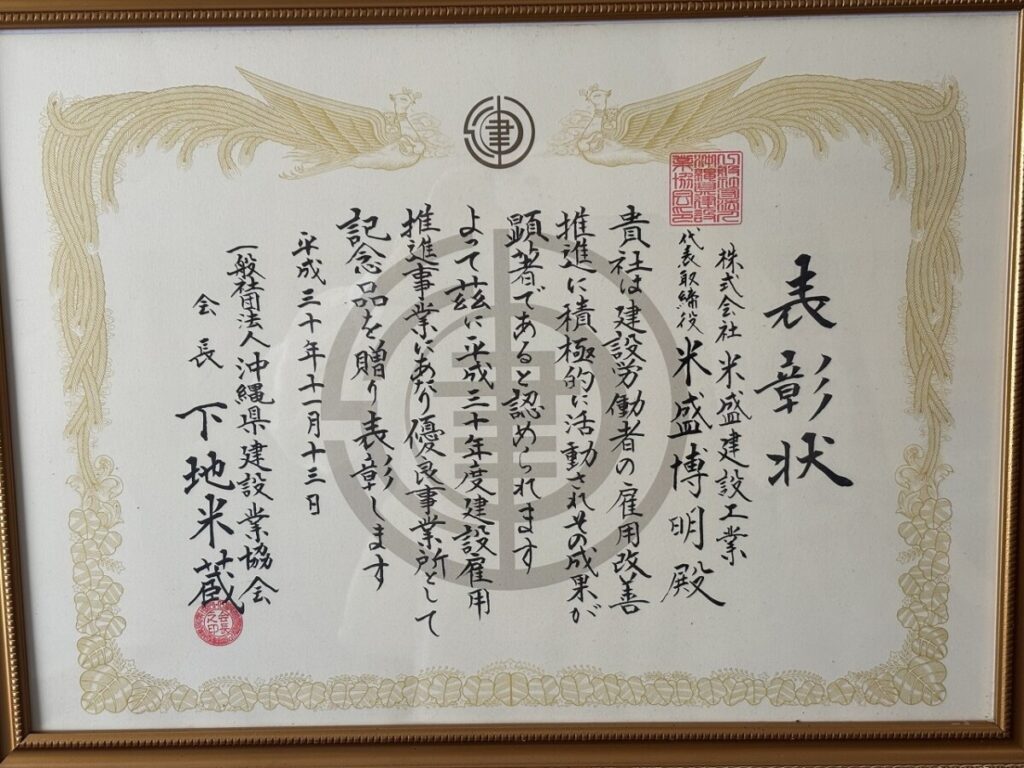 表彰状
株式会社 米盛建設工業
代表取締役 米盛博明殿
貴社は建設労働者の雇用改善
推進に積極的に活動されその成果が
顕著であると認められます
よって茲に平成三十年度建設雇用
推進事業にあたり優良事業所として
記念品を贈り表彰します
平成三十年十一月十三日
一般社団法人 沖縄県建設業協会
会長 下地米蔵